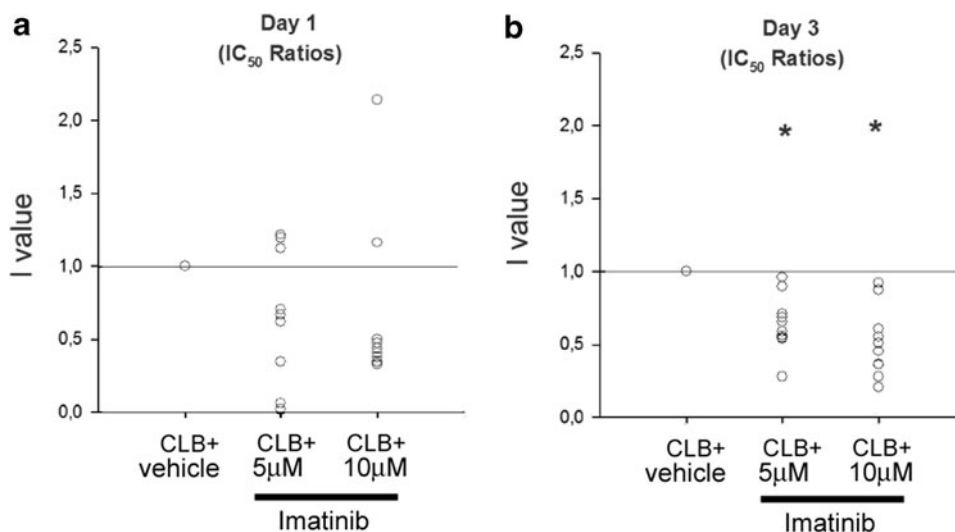 a
Day 1
(IC50 Ratios)
2,5
2,0
1,5
1,0
0,5
0,0
I value
CLB+
vehicle
CLB+
5µM
CLB+
10µM
Imatinib
b
Day 3
(IC50 Ratios)
2,5
2,0
1,5
1,0
0,5
0,0
I value
*
*
CLB+
vehicle
CLB+
5µM
CLB+
10µM
Imatinib